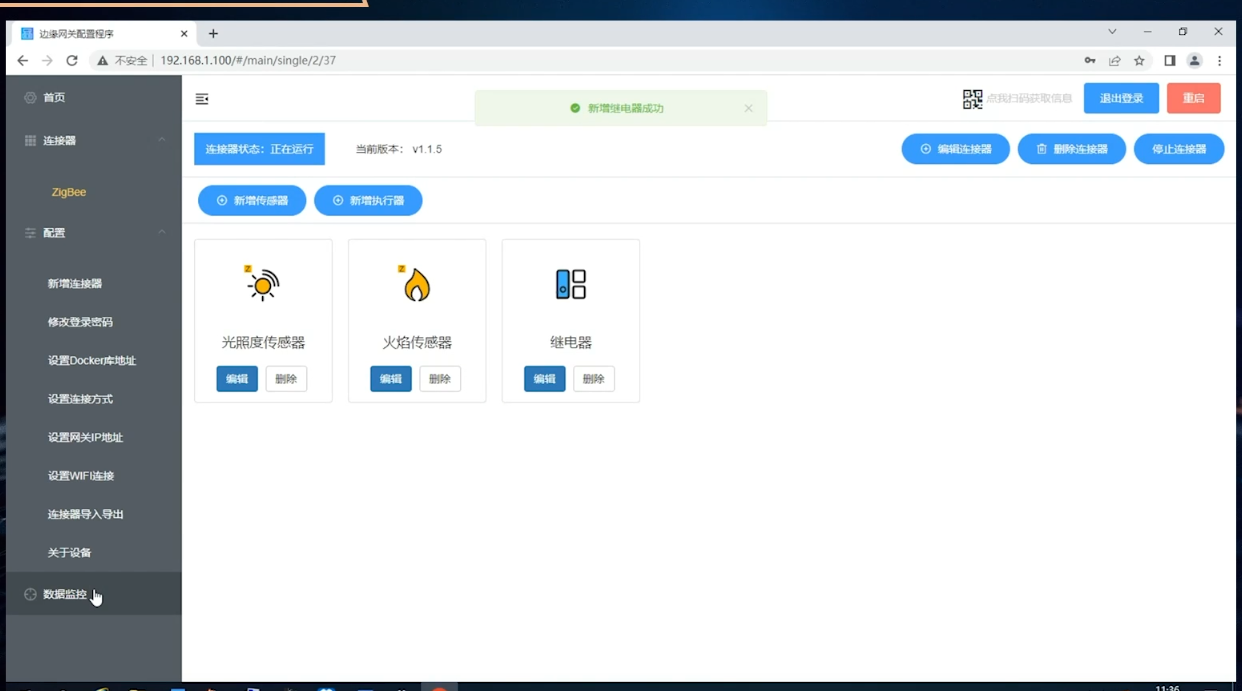 边缘网关配置程序
不安全 192.168.1.100/#/main/single/2/37
首页
点我扫码获取信息 退出登录 重启
新增继电器成功
连接器
连接器状态：正在运行 当前版本： v1.1.5 编辑连接器 删除连接器 停止连接器
ZigBee
新增传感器 新增执行器
配置
新增连接器
修改登录密码
设置Docker库地址
设置连接方式
设置网关IP地址
设置WIFI连接
连接器导入导出
关于设备
数据监控
Z
光照度传感器
编辑 删除
Z
火焰传感器
编辑 删除
继电器
编辑 删除
11:36